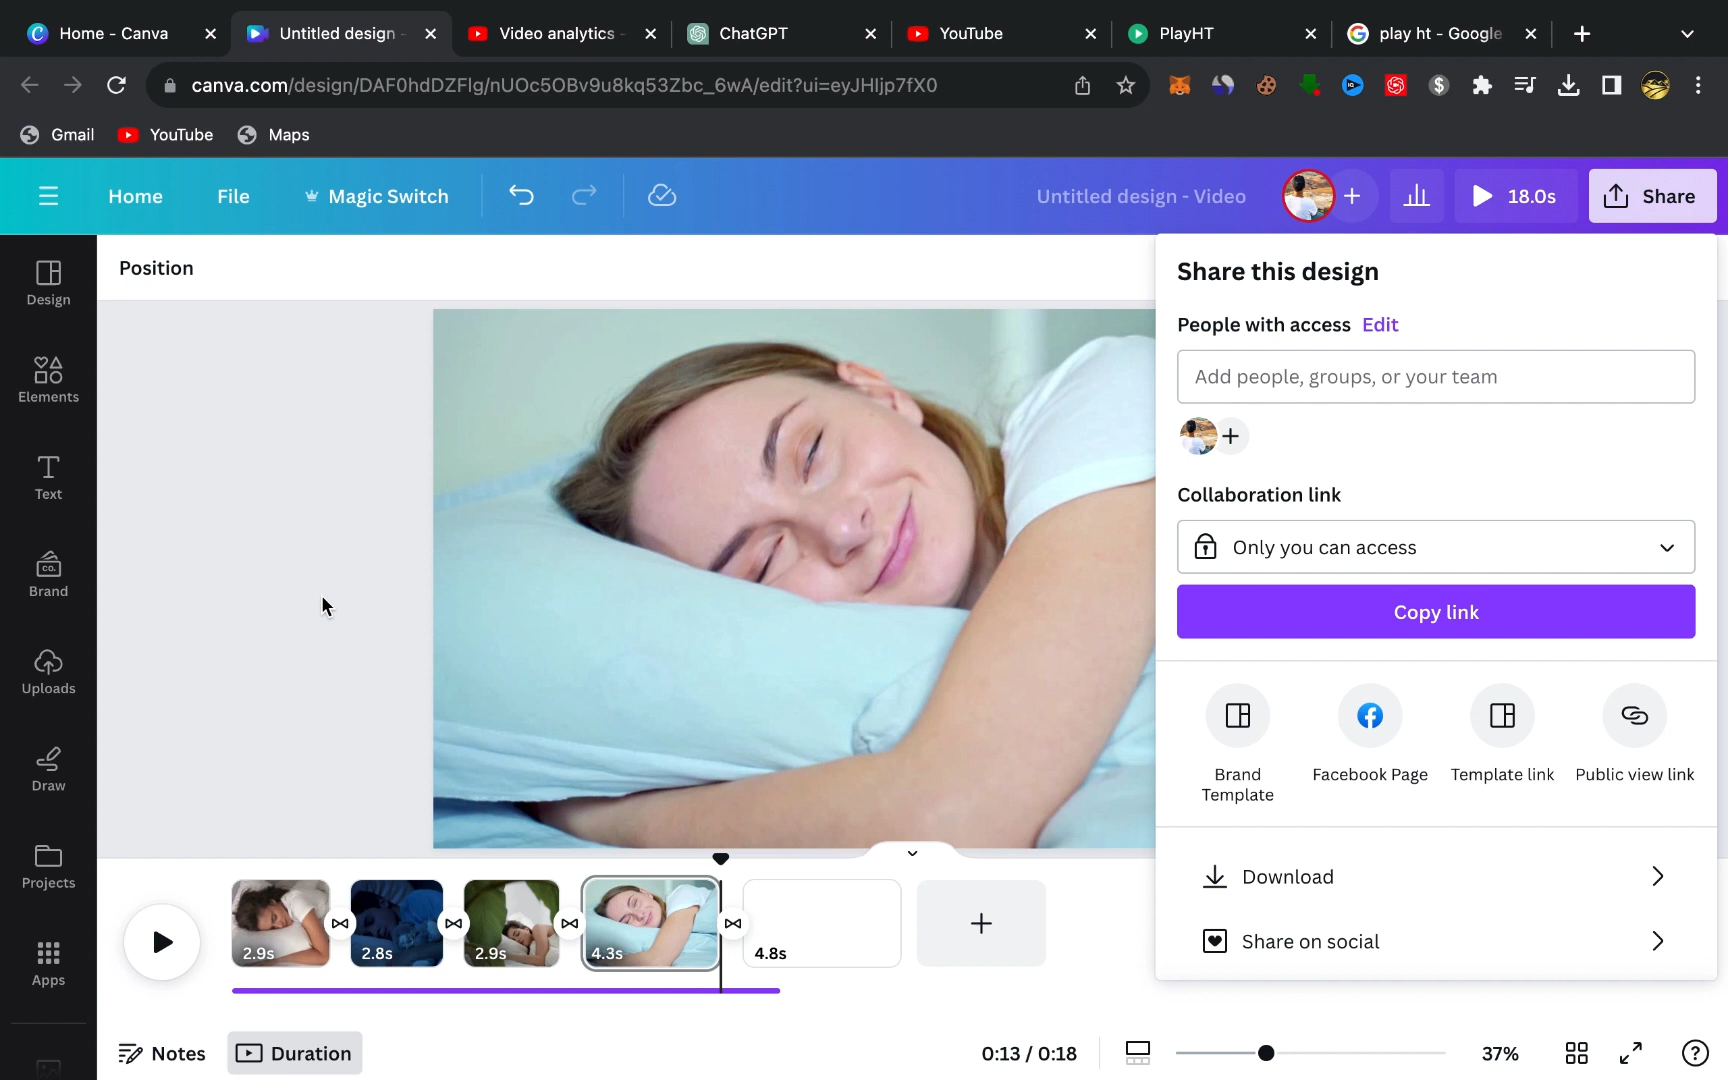 Home - Canva
Untitled design -
Video analytics -
ChatGPT
YouTube
PlayHT
play ht - Google
canva.com/design/DAF0hdDZFlg/nUOc5OBv9u8kq53Zbc_6wA/edit?ui=eyJHIjp7fX0
Gmail
YouTube
Maps
Home
File
Magic Switch
Untitled design - Video
18.0s
Share
Position
Design
Elements
Text
CO.
Brand
Uploads
Draw
Projects
Apps
Share this design
People with access Edit
Add people, groups, or your team
Collaboration link
Only you can access
Copy link
Brand
Template
Facebook Page
Template link
Public view link
Download
Share on social
2.9s
2.8s
2.9s
4.3s
4.8s
Notes
Duration
0:13 / 0:18
37%